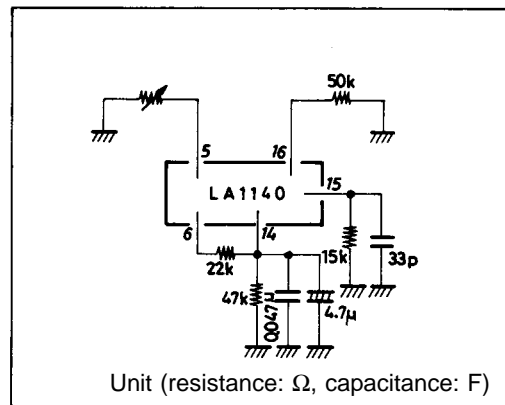 50k
5
16
LA1140
15
6
14
22k
15k
33p
47k
0.047μ
4.7μ
Unit (resistance: Ω, capacitance: F)